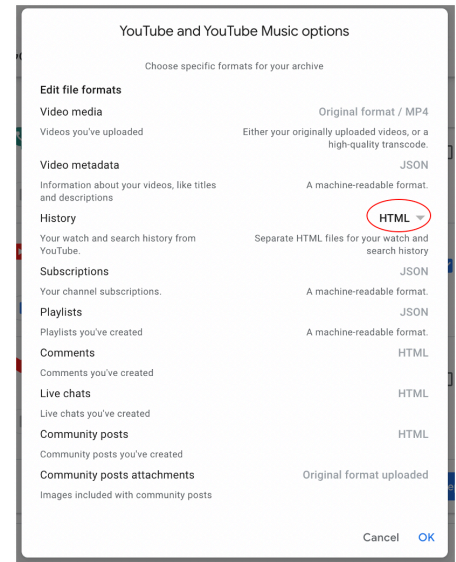 YouTube and YouTube Music options
Choose specific formats for your archive
Edit file formats
Video media Original format / MP4
Videos you've uploaded Either your originally uploaded videos, or a
high-quality transcode.
Video metadata JSON
Information about your videos, like titles A machine-readable format.
and descriptions
History HTML
Your watch and search history from Separate HTML files for your watch and
YouTube. search history
Subscriptions JSON
Your channel subscriptions. A machine-readable format.
Playlists JSON
Playlists you've created A machine-readable format.
Comments HTML
Comments you've created
Live chats HTML
Live chats you've created
Community posts HTML
Community posts you've created
Community posts attachments Original format uploaded
Images included with community posts
Cancel OK